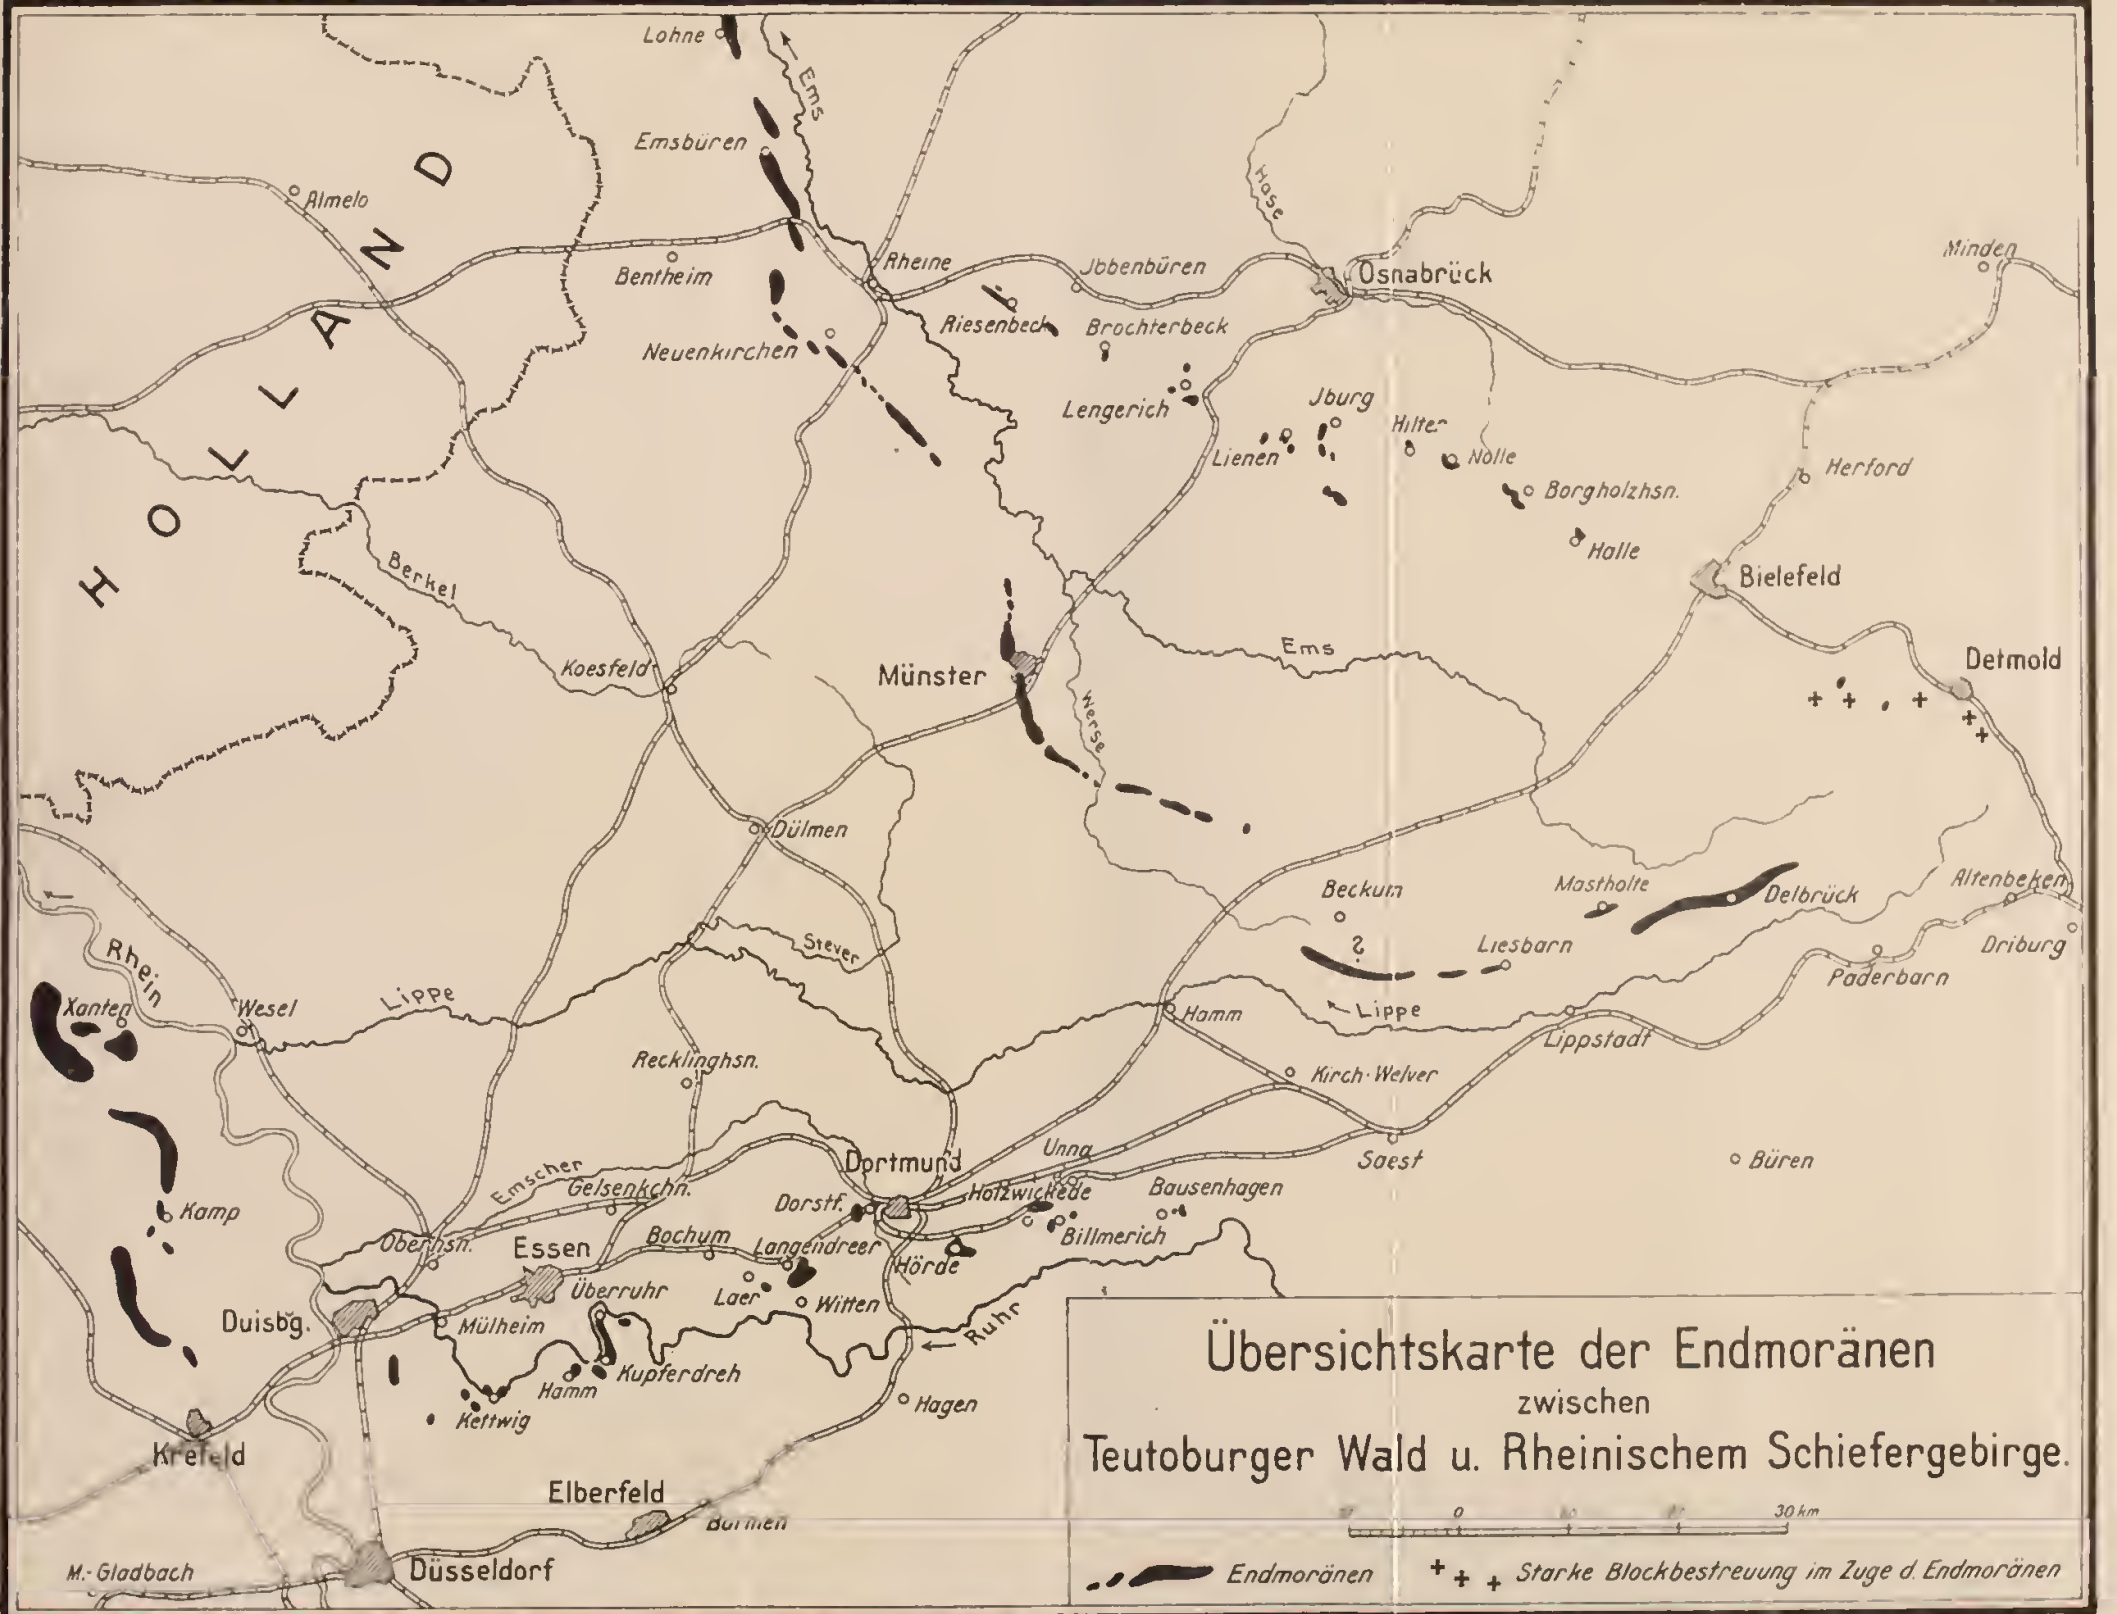 Lohne
Ems
Emsbüren
Almelo
HOLLAND
Bentheim
Rheine
Jbbenbüren
Hase
Osnabrück
Minden
Riesenbeck
Brochterbeck
Neuenkirchen
Lengerich
Jburg
Hilter
Lienen
Nolle
Borgholzhsn.
Herford
Halle
Berkel
Bielefeld
Ems
Koesfeld
Münster
Werse
Detmold
Dülmen
Beckum
Mastholte
Delbrück
Altenbeken
Rhein
Stever
?
Liesbarn
Driburg
Paderbarn
Xanten
Wesel
Lippe
Hamm
Lippe
Lippstadt
Recklinghsn.
Kirch-Welver
Unna
Saest
Büren
Emscher
Dortmund
Gelsenkchn.
Dorstf.
Holzwickede
Bausenhagen
Kamp
Oberhsn.
Essen
Bochum
Langendreer
Hörde
Billmerich
Überruhr
Laer
Witten
Duisbg.
Mülheim
Ruhr
Kupferdreh
Hamm
Kettwig
Hagen
Krefeld
Elberfeld
Barmen
M.-Gladbach
Düsseldorf
Übersichtskarte der Endmoränen
zwischen
Teutoburger Wald u. Rheinischem Schiefergebirge.
0 30 km
Endmoränen
Starke Blockbestreuung im Zuge d. Endmoränen